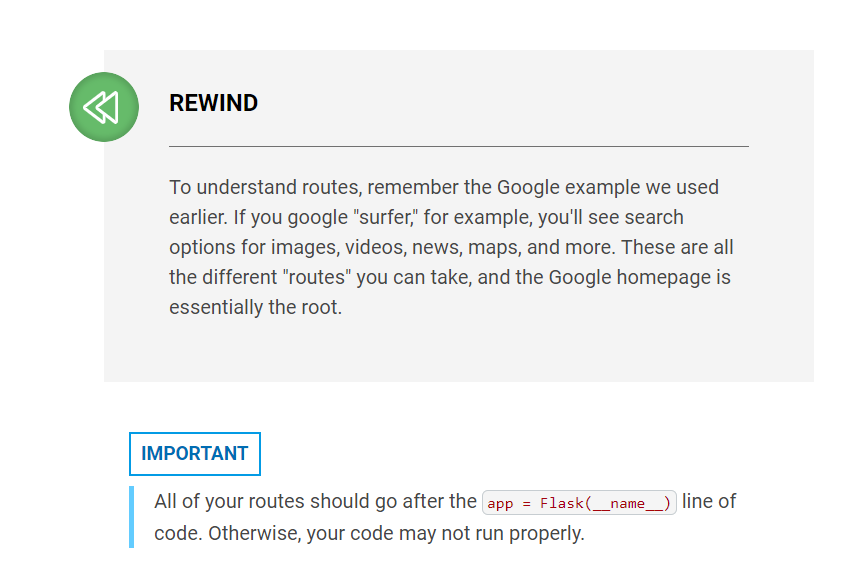 REWIND
To understand routes, remember the Google example we used
earlier. If you google "surfer," for example, you'll see search
options for images, videos, news, maps, and more. These are all
the different "routes" you can take, and the Google homepage is
essentially the root.
IMPORTANT
All of your routes should go after the app = Flask(__name__) line of
code. Otherwise, your code may not run properly.